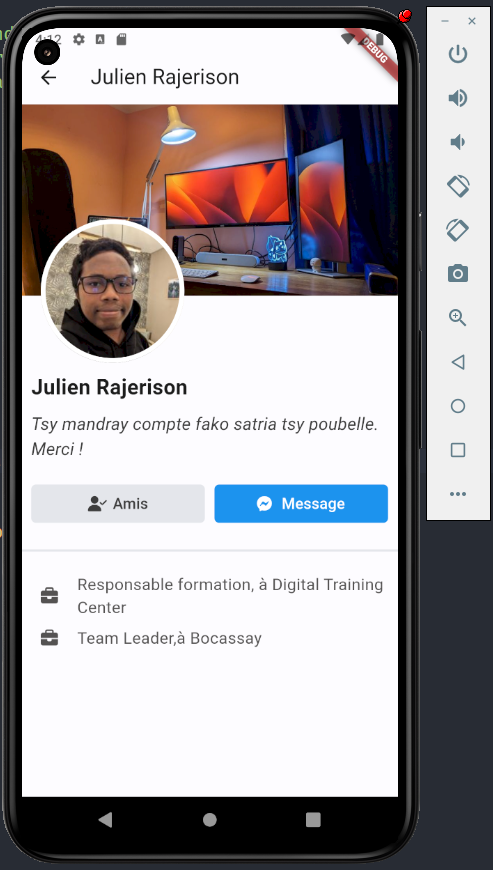 4:12
DEBUG
Julien Rajerison
Julien Rajerison
Tsy mandray compte fako satria tsy poubelle.
Merci !
Amis
Message
Responsable formation, à Digital Training
Center
Team Leader,à Bocassay